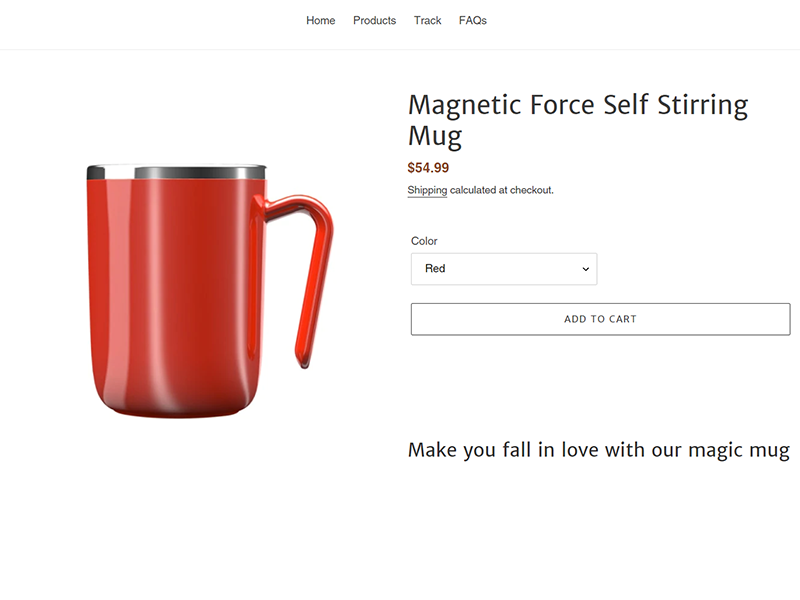 Home Products Track FAQs
Magnetic Force Self Stirring
Mug
$54.99
Shipping calculated at checkout.
Color
Red
ADD TO CART
Make you fall in love with our magic mug